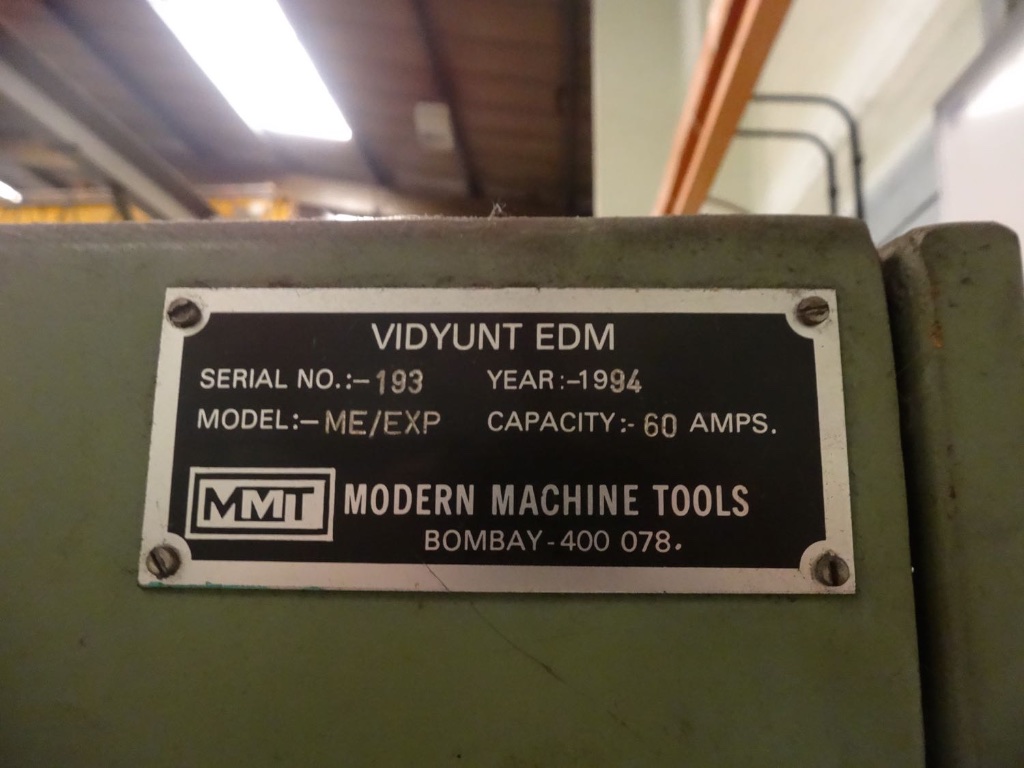 VIDYUNT EDM
SERIAL NO.:-193 YEAR:-1994
MODEL:-ME/EXP CAPACITY:-60 AMPS.
MMT MODERN MACHINE TOOLS
BOMBAY-400 078.